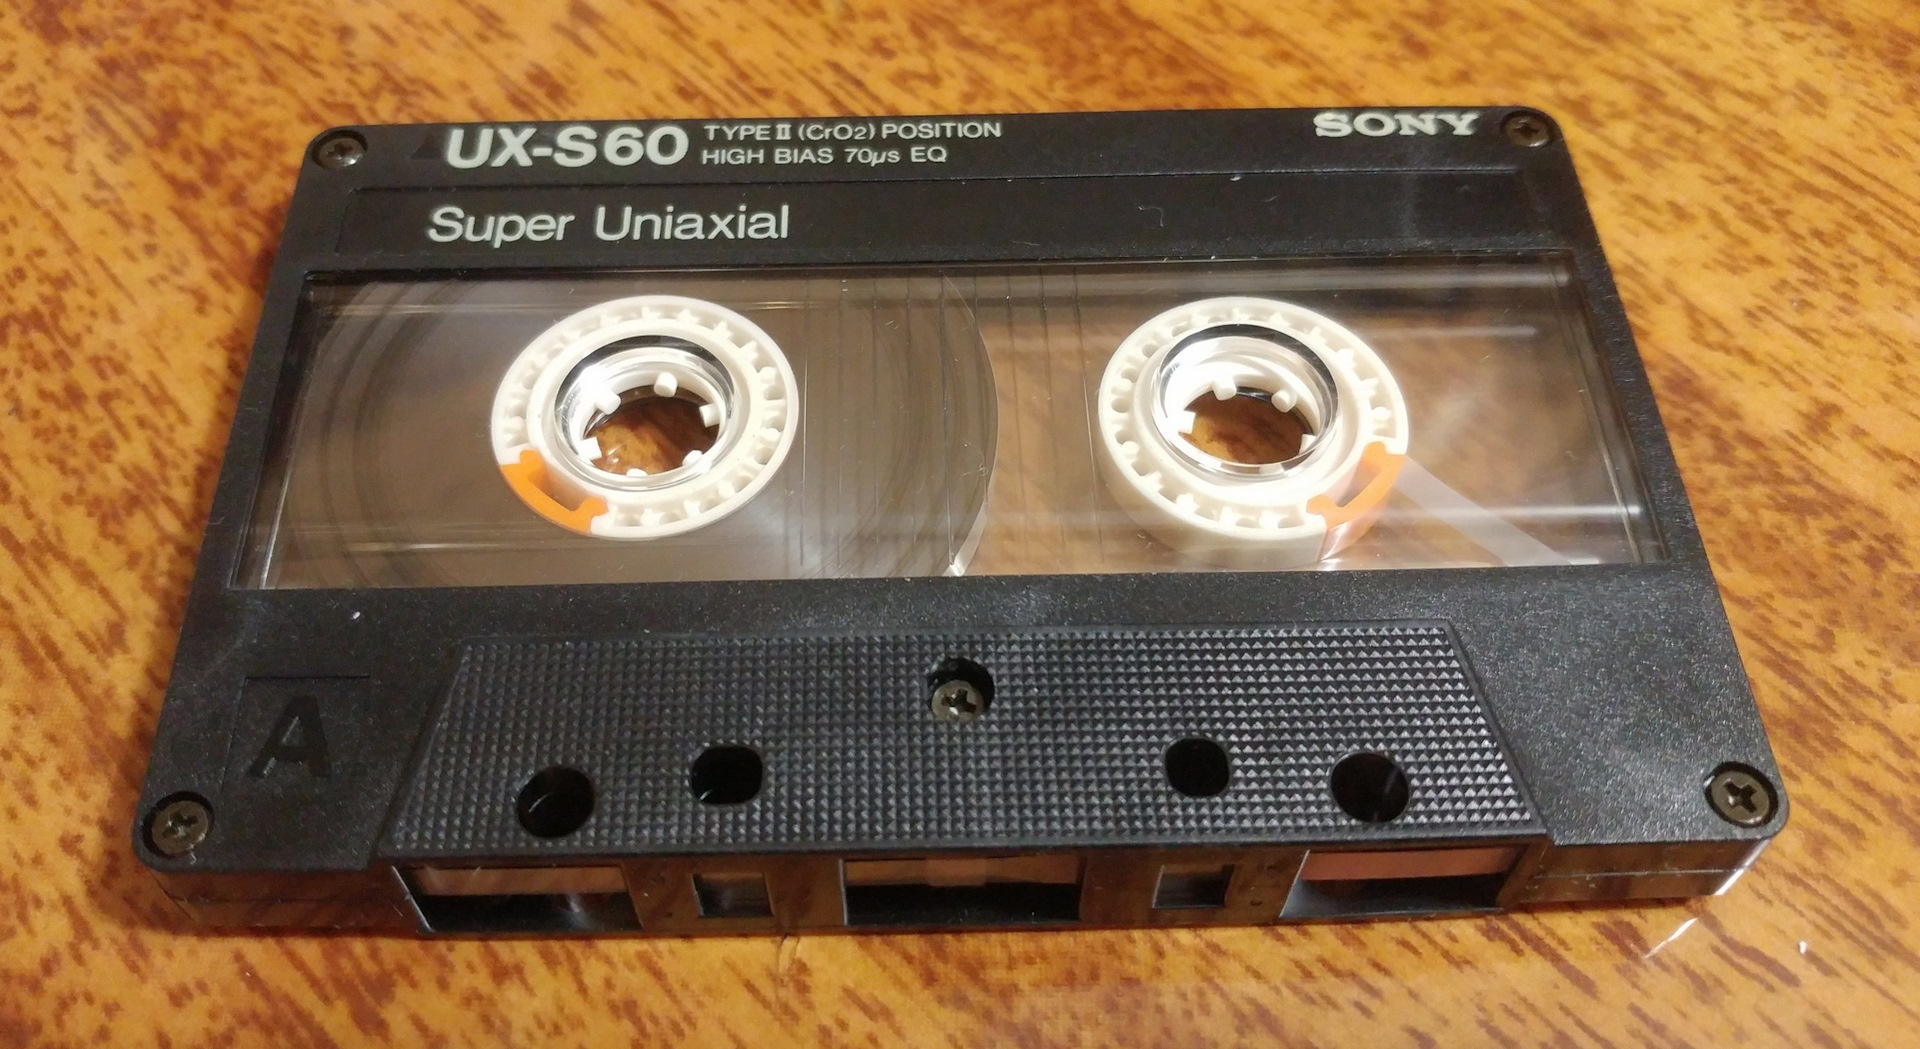 UX-S60 TYPE II (CrO2) POSITION SONY
HIGH BIAS 70µs EQ
Super Uniaxial
A